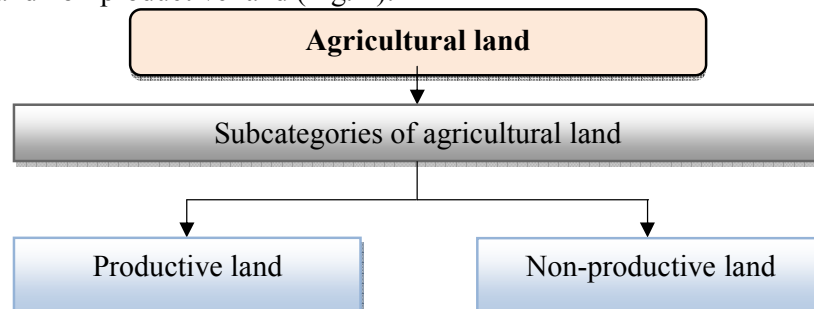 Agricultural land
Subcategories of agricultural land
Productive land
Non-productive land